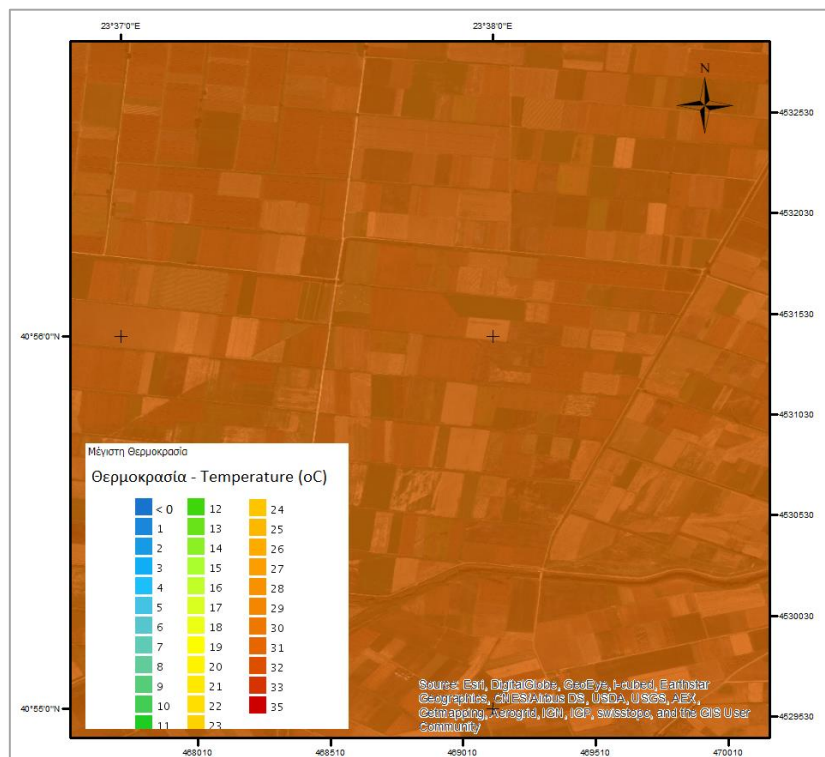 23°37'0"E 23°38'0"E
N
4532530
4532030
4531530
40°56'0"N
4531030
Μέγιστη Θερμοκρασία
Θερμοκρασία - Temperature (oC)
< 0 12 24
1 13 25
2 14 26
3 15 27
4 16 28
5 17 29
6 18 30
7 19 31
8 20 32
9 21 33
10 22 35
11 23
4530530
4530030
Source: Esri, DigitalGlobe, GeoEye, i-cubed, Earthstar
Geographics, CNES/Airbus DS, USDA, USGS, AEX,
Getmapping, Aerogrid, IGN, IGP, swisstopo, and the GIS User
Community
40°55'0"N
4529530
468010 468510 469010 469510 470010